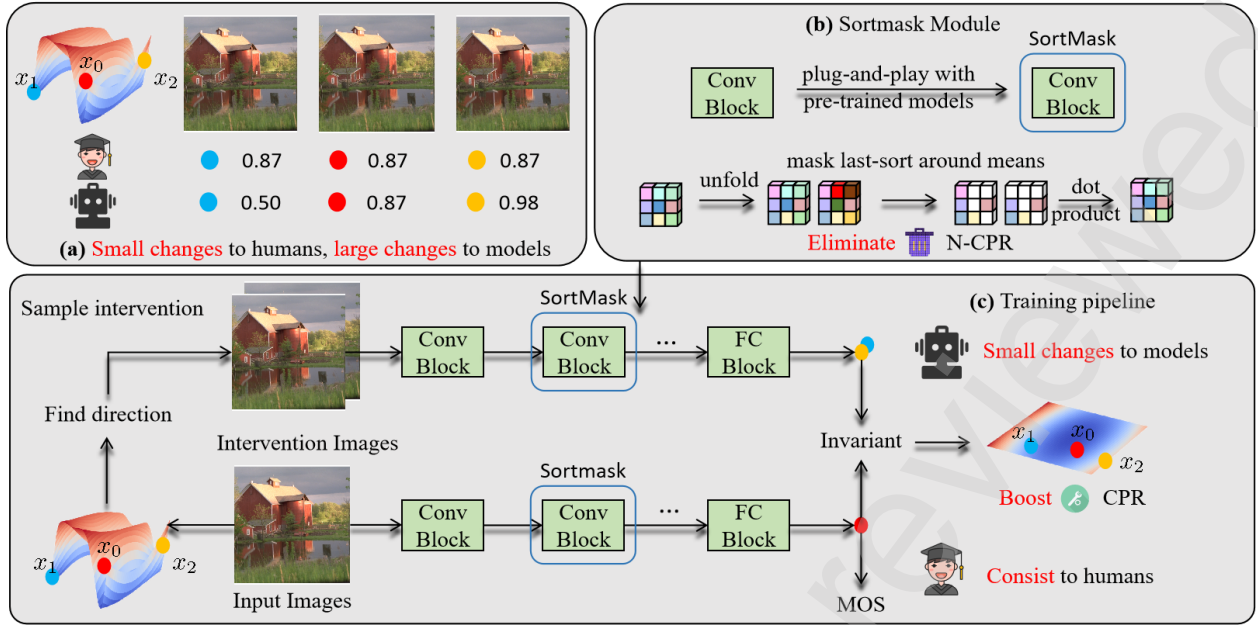 x₁
x₀
x₂
0.87
0.87
0.87
0.50
0.87
0.98
(a) Small changes to humans, large changes to models
(b) Sortmask Module
SortMask
Conv
Block
plug-and-play with
pre-trained models
Conv
Block
mask last-sort around means
unfold
dot
product
Eliminate N-CPR
(c) Training pipeline
Sample intervention
SortMask
Conv
Block
Conv
Block
...
FC
Block
Small changes to models
Find direction
Intervention Images
Invariant
x₁
x₀
x₂
Boost CPR
Sortmask
Conv
Block
Conv
Block
...
FC
Block
x₁
x₀
x₂
Input Images
MOS
Consist to humans
reviewed